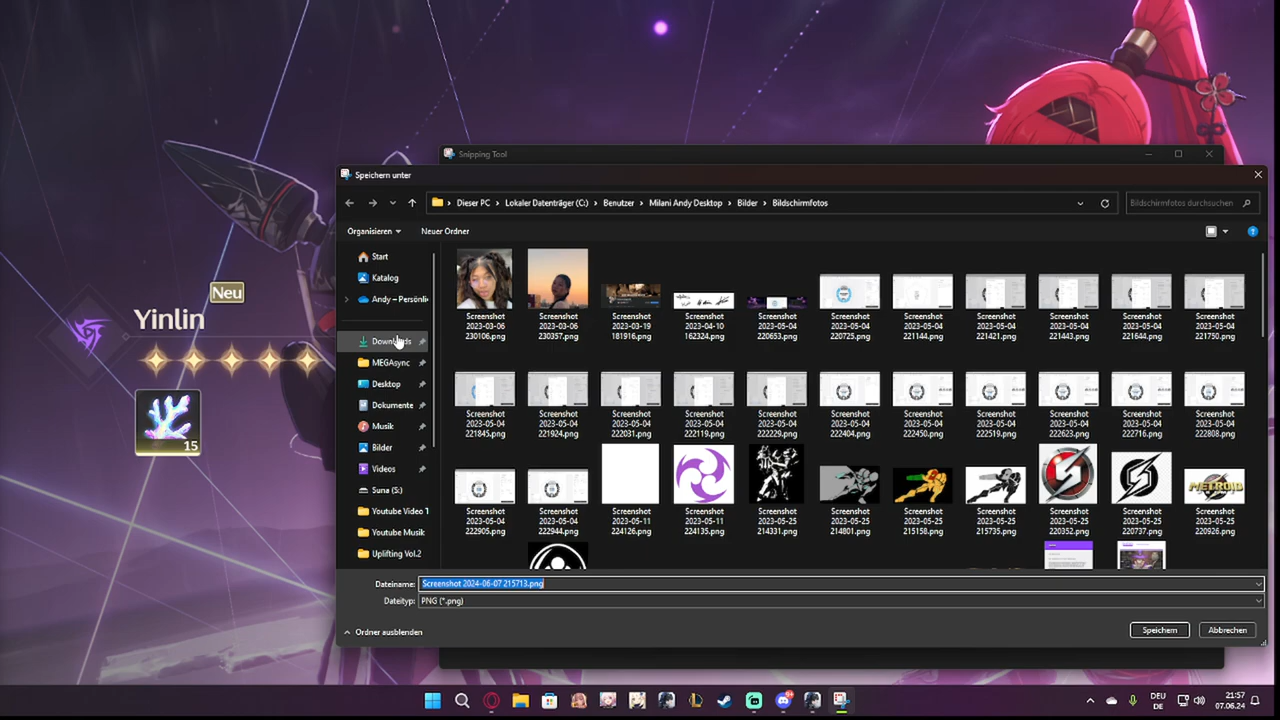 Snipping Tool
Speichern unter
Dieser PC > Lokaler Datenträger (C:) > Benutzer > Milani Andy Desktop > Bilder > Bildschirmfotos
Bildschirmfotos durchsuchen
Organisieren
Neuer Ordner
Start
Katalog
Andy – Persönli
Downloads
MEGAsync
Desktop
Dokumente
Musik
Bilder
Videos
Suna (S:)
Youtube Video 1
Youtube Musik
Uplifting Vol.2
Neu
Yinlin
15
Screenshot
2023-03-06
230106.png
Screenshot
2023-03-06
230357.png
Screenshot
2023-03-19
181916.png
Screenshot
2023-04-10
162324.png
Screenshot
2023-05-04
220653.png
Screenshot
2023-05-04
220725.png
Screenshot
2023-05-04
221144.png
Screenshot
2023-05-04
221421.png
Screenshot
2023-05-04
221443.png
Screenshot
2023-05-04
221644.png
Screenshot
2023-05-04
221750.png
Screenshot
2023-05-04
221845.png
Screenshot
2023-05-04
221924.png
Screenshot
2023-05-04
222031.png
Screenshot
2023-05-04
222119.png
Screenshot
2023-05-04
222229.png
Screenshot
2023-05-04
222404.png
Screenshot
2023-05-04
222450.png
Screenshot
2023-05-04
222519.png
Screenshot
2023-05-04
222623.png
Screenshot
2023-05-04
222716.png
Screenshot
2023-05-04
222808.png
Screenshot
2023-05-04
222905.png
Screenshot
2023-05-04
222944.png
Screenshot
2023-05-11
224126.png
Screenshot
2023-05-11
224135.png
Screenshot
2023-05-25
214331.png
Screenshot
2023-05-25
214801.png
Screenshot
2023-05-25
215158.png
Screenshot
2023-05-25
215735.png
Screenshot
2023-05-25
220352.png
Screenshot
2023-05-25
220737.png
METROID
Screenshot
2023-05-25
220926.png
Dateiname: Screenshot 2024-06-07 215713.png
Dateityp: PNG (*.png)
Ordner ausblenden
Speichern
Abbrechen
DEU
DE
21:57
07.06.24